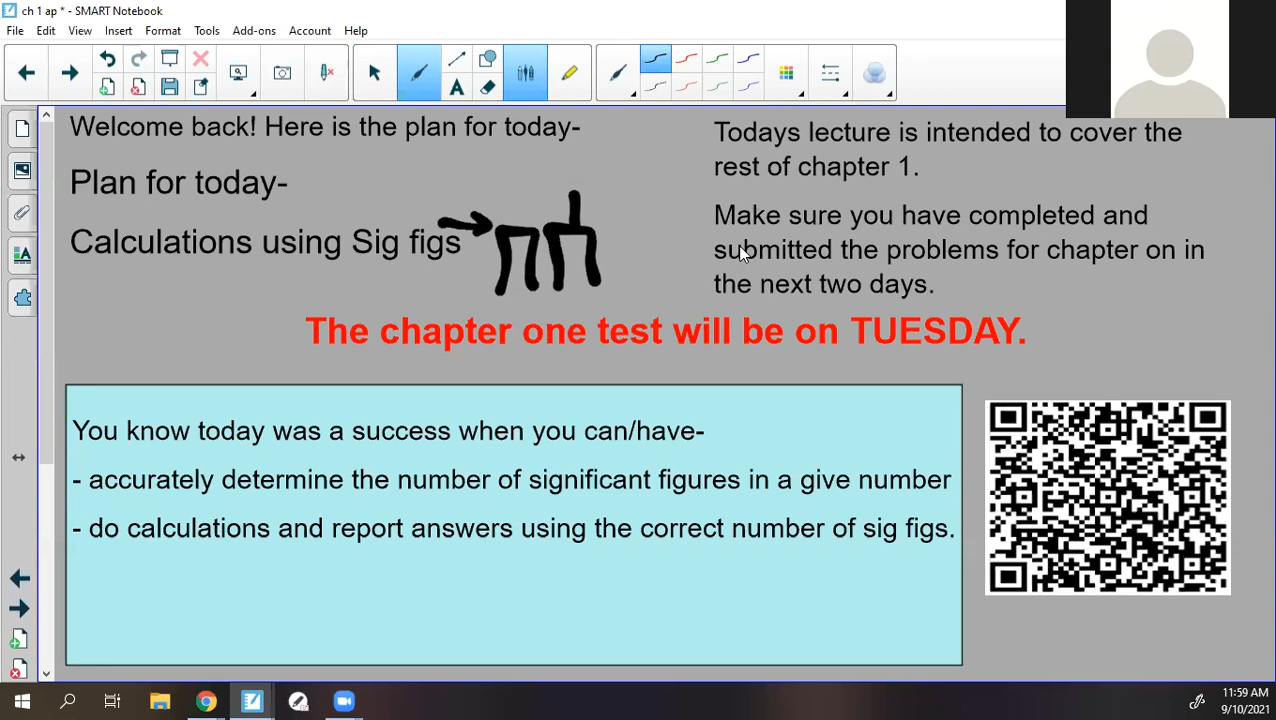 ch 1 ap * - SMART Notebook
File Edit View Insert Format Tools Add-ons Account Help
Welcome back! Here is the plan for today-
Plan for today-
Calculations using Sig figs
Todays lecture is intended to cover the
rest of chapter 1.
Make sure you have completed and
submitted the problems for chapter on in
the next two days.
The chapter one test will be on TUESDAY.
You know today was a success when you can/have-
- accurately determine the number of significant figures in a give number
- do calculations and report answers using the correct number of sig figs.
11:59 AM
9/10/2021